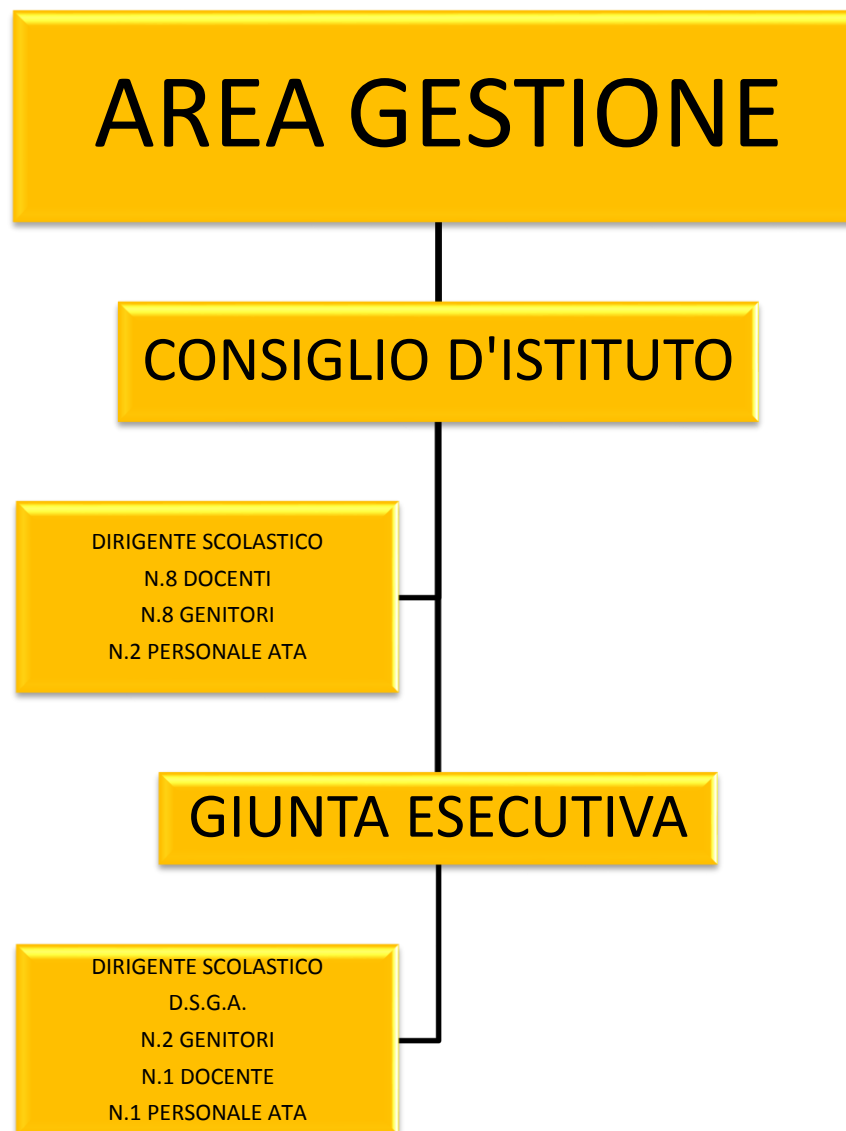 AREA GESTIONE
CONSIGLIO D'ISTITUTO
DIRIGENTE SCOLASTICO
N.8 DOCENTI
N.8 GENITORI
N.2 PERSONALE ATA
GIUNTA ESECUTIVA
DIRIGENTE SCOLASTICO
D.S.G.A.
N.2 GENITORI
N.1 DOCENTE
N.1 PERSONALE ATA